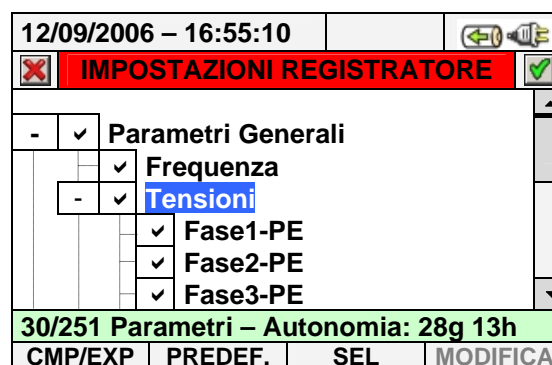 12/09/2006 – 16:55:10
IMPOSTAZIONI REGISTRATORE
- Parametri Generali
Frequenza
- Tensioni
Fase1-PE
Fase2-PE
Fase3-PE
30/251 Parametri – Autonomia: 28g 13h
CMP/EXP PREDEF. SEL MODIFICA